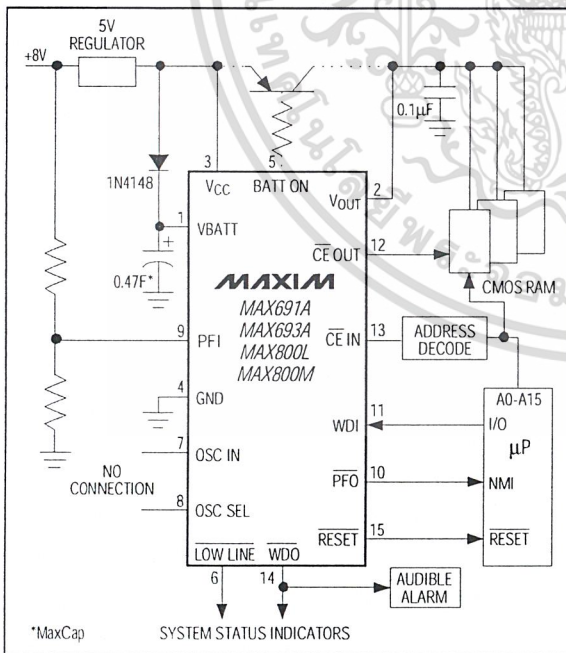 5V
REGULATOR
+8V
0.1µF
3
5
1N4148
VCC
BATT ON
2
VOUT
1
VBATT
CE OUT
12
0.47F*
MAXIM
CMOS RAM
MAX691A
MAX693A
MAX800L
MAX800M
CE IN
13
ADDRESS
DECODE
9
PFI
A0-A15
4
GND
WDI
11
I/O
µP
7
OSC IN
NO
CONNECTION
PFO
10
NMI
8
OSC SEL
RESET
15
RESET
LOW LINE
WDO
6
14
AUDIBLE
ALARM
*MaxCap
SYSTEM STATUS INDICATORS